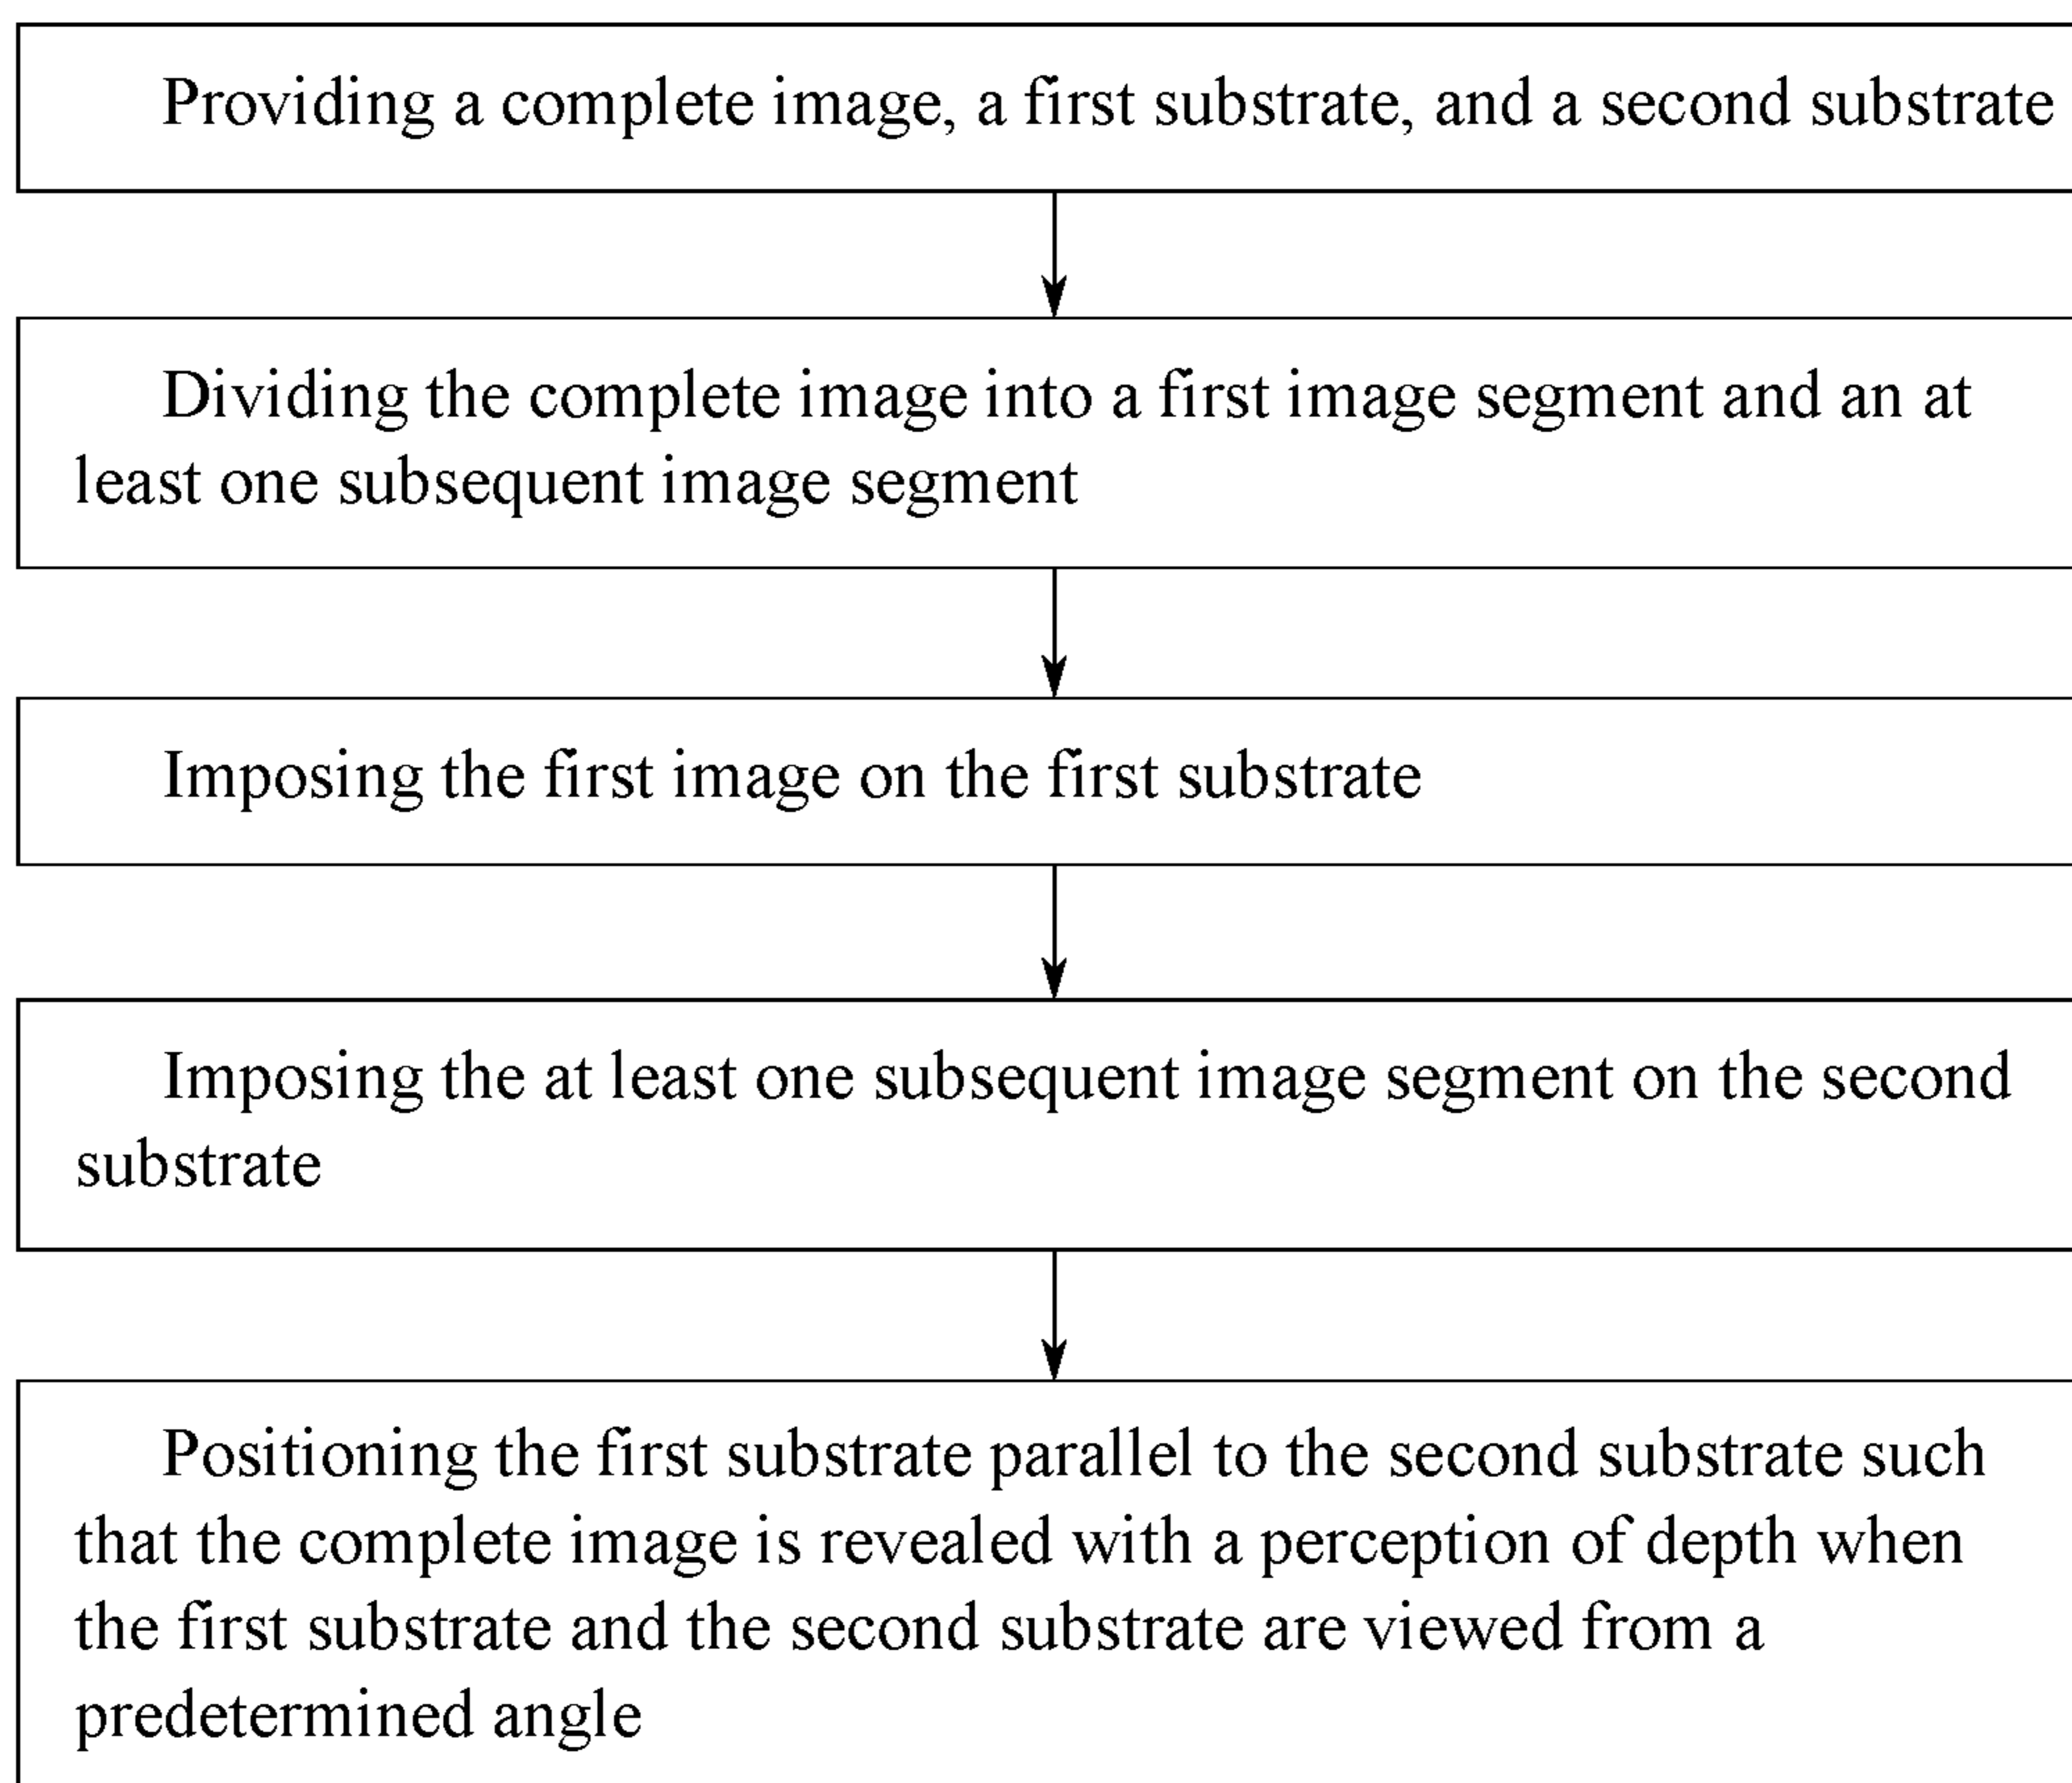 Providing a complete image, a first substrate, and a second substrate
Dividing the complete image into a first image segment and an at
least one subsequent image segment
Imposing the first image on the first substrate
Imposing the at least one subsequent image segment on the second
substrate
Positioning the first substrate parallel to the second substrate such
that the complete image is revealed with a perception of depth when
the first substrate and the second substrate are viewed from a
predetermined angle